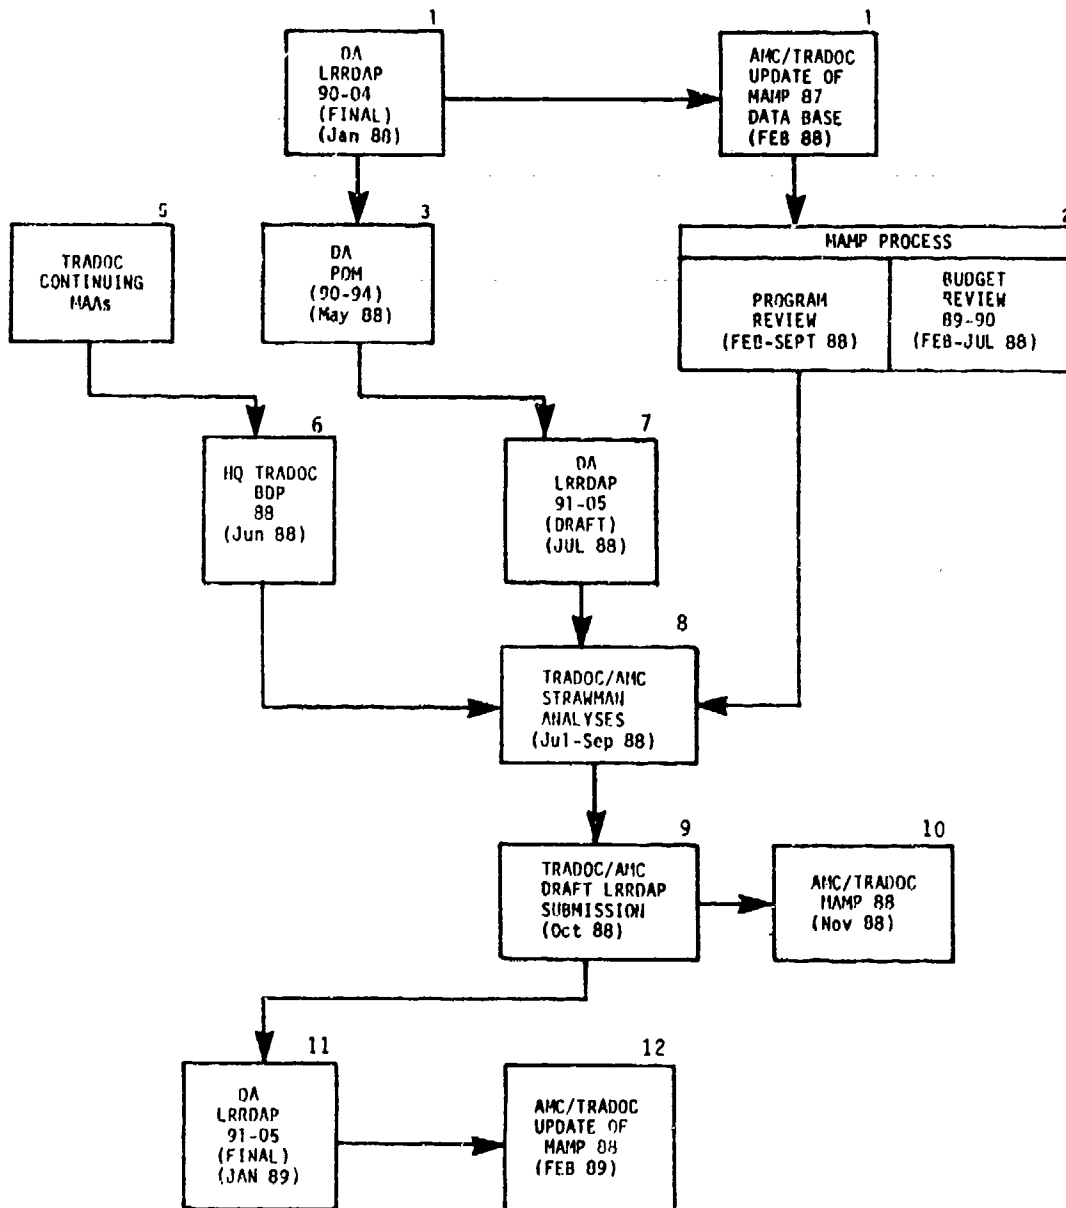 1
DA
LRRDAP
90-04
(FINAL)
(Jan 88)
1
AMC/TRADOC
UPDATE OF
MAMP 87
DATA BASE
(FEB 88)
5
TRADOC
CONTINUING
MAAs
3
DA
POM
(90-94)
(May 88)
2
MAMP PROCESS
PROGRAM
REVIEW
(FEB-SEPT 88)
BUDGET
REVIEW
89-90
(FEB-JUL 88)
6
HQ TRADOC
BDP
88
(Jun 88)
7
DA
LRRDAP
91-05
(DRAFT)
(JUL 88)
8
TRADOC/AMC
STRAWMAN
ANALYSES
(Jul-Sep 88)
9
TRADOC/AMC
DRAFT LRRDAP
SUBMISSION
(Oct 88)
10
AMC/TRADOC
MAMP 88
(Nov 88)
11
DA
LRRDAP
91-05
(FINAL)
(JAN 89)
12
AMC/TRADOC
UPDATE OF
MAMP 88
(FEB 89)